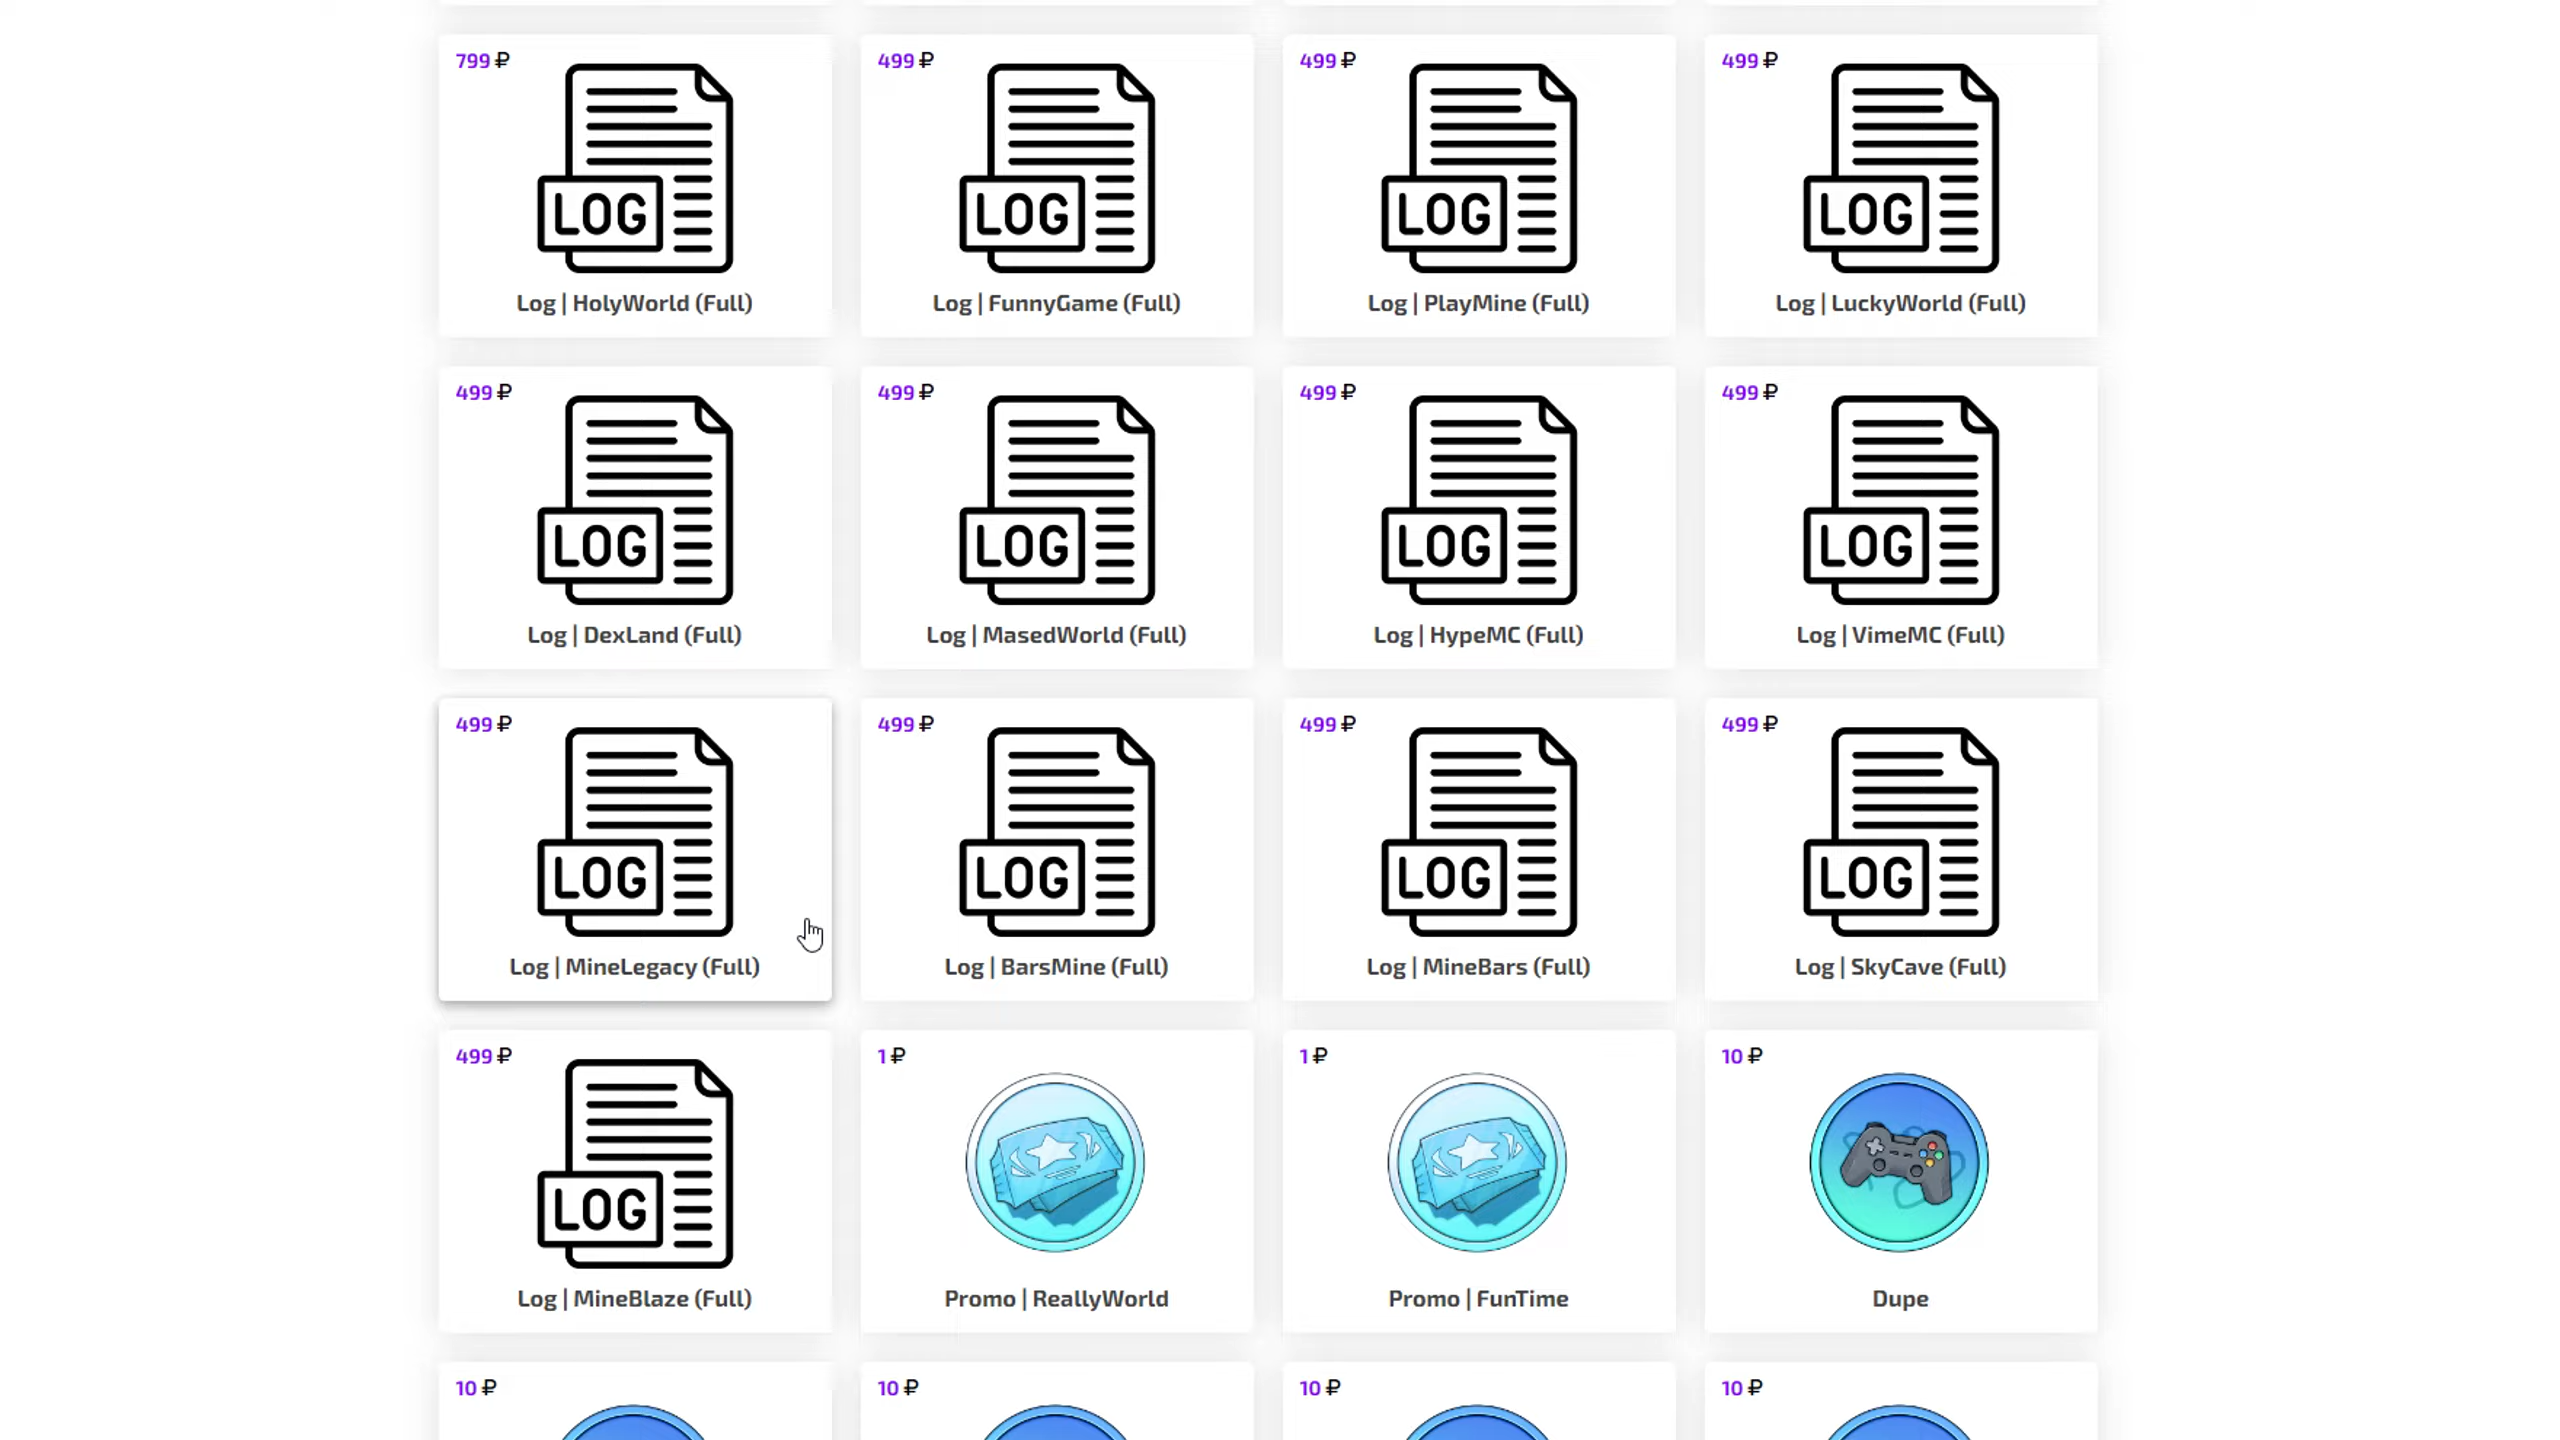 799 ₽
LOG
Log | HolyWorld (Full)
499 ₽
LOG
Log | FunnyGame (Full)
499 ₽
LOG
Log | PlayMine (Full)
499 ₽
LOG
Log | LuckyWorld (Full)
499 ₽
LOG
Log | DexLand (Full)
499 ₽
LOG
Log | MasedWorld (Full)
499 ₽
LOG
Log | HypeMC (Full)
499 ₽
LOG
Log | VimeMC (Full)
499 ₽
LOG
Log | MineLegacy (Full)
499 ₽
LOG
Log | BarsMine (Full)
499 ₽
LOG
Log | MineBars (Full)
499 ₽
LOG
Log | SkyCave (Full)
499 ₽
LOG
Log | MineBlaze (Full)
1 ₽
Promo | ReallyWorld
1 ₽
Promo | FunTime
10 ₽
Dupe
10 ₽
10 ₽
10 ₽
10 ₽